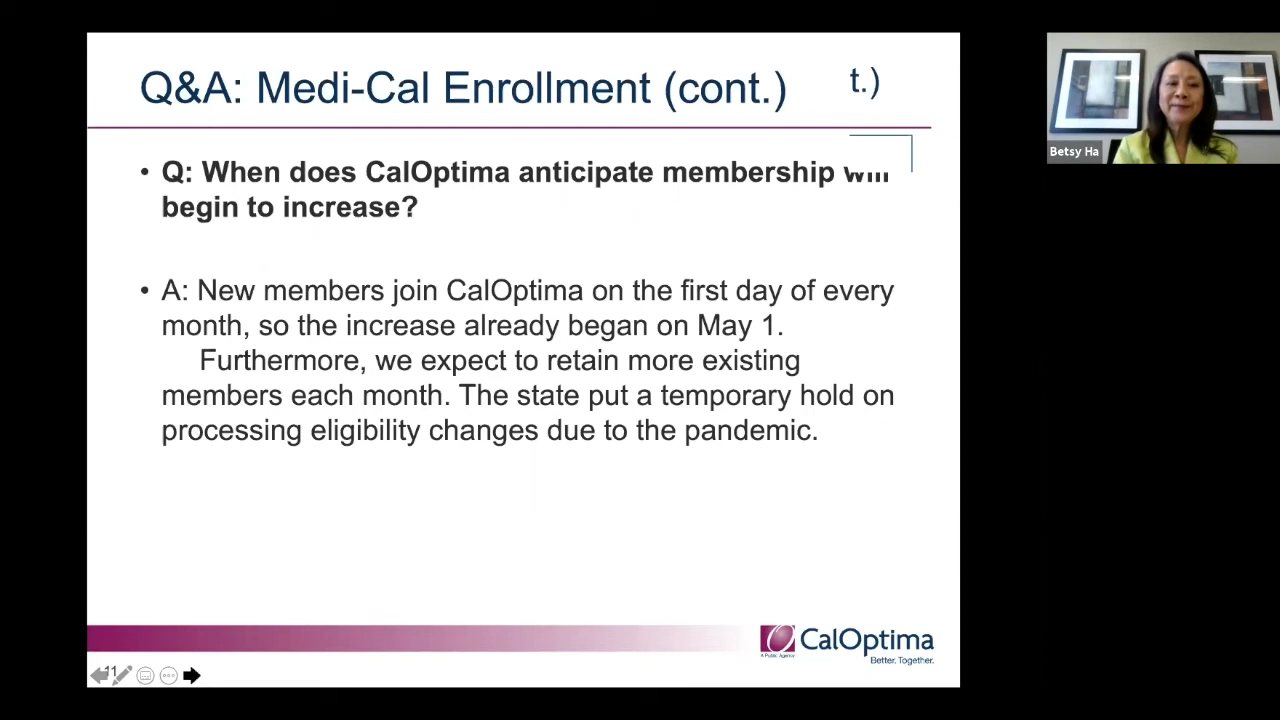 Q&A: Medi-Cal Enrollment (cont.)
t.)
• Q: When does CalOptima anticipate membership will
begin to increase?
• A: New members join CalOptima on the first day of every
month, so the increase already began on May 1.
Furthermore, we expect to retain more existing
members each month. The state put a temporary hold on
processing eligibility changes due to the pandemic.
11
CalOptima
A Public Agency
Better. Together.
Betsy Ha